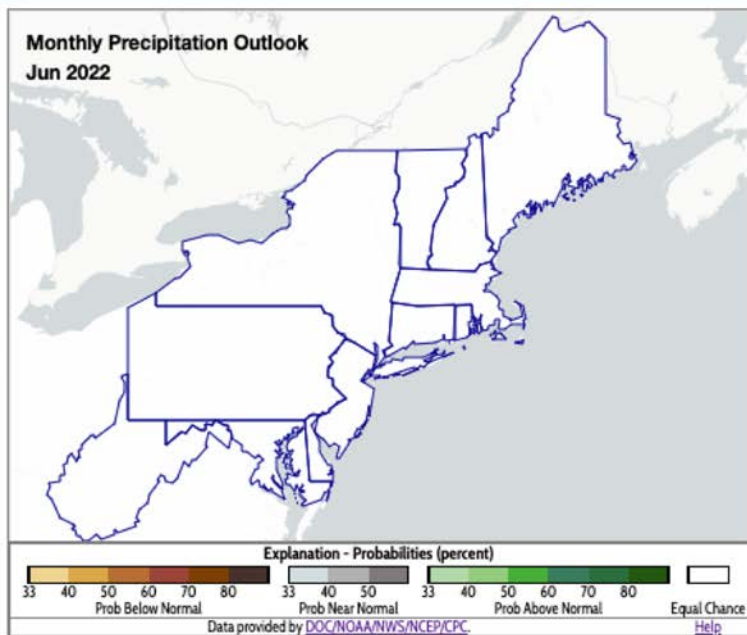 Monthly Precipitation Outlook
Jun 2022
Explanation - Probabilities (percent)
33 40 50 60 70 80 33 40 50 33 40 50 60 70 80
Prob Below Normal Prob Near Normal Prob Above Normal Equal Chance
Data provided by DOC/NOAA/NWS/NCEP/CPC. Help